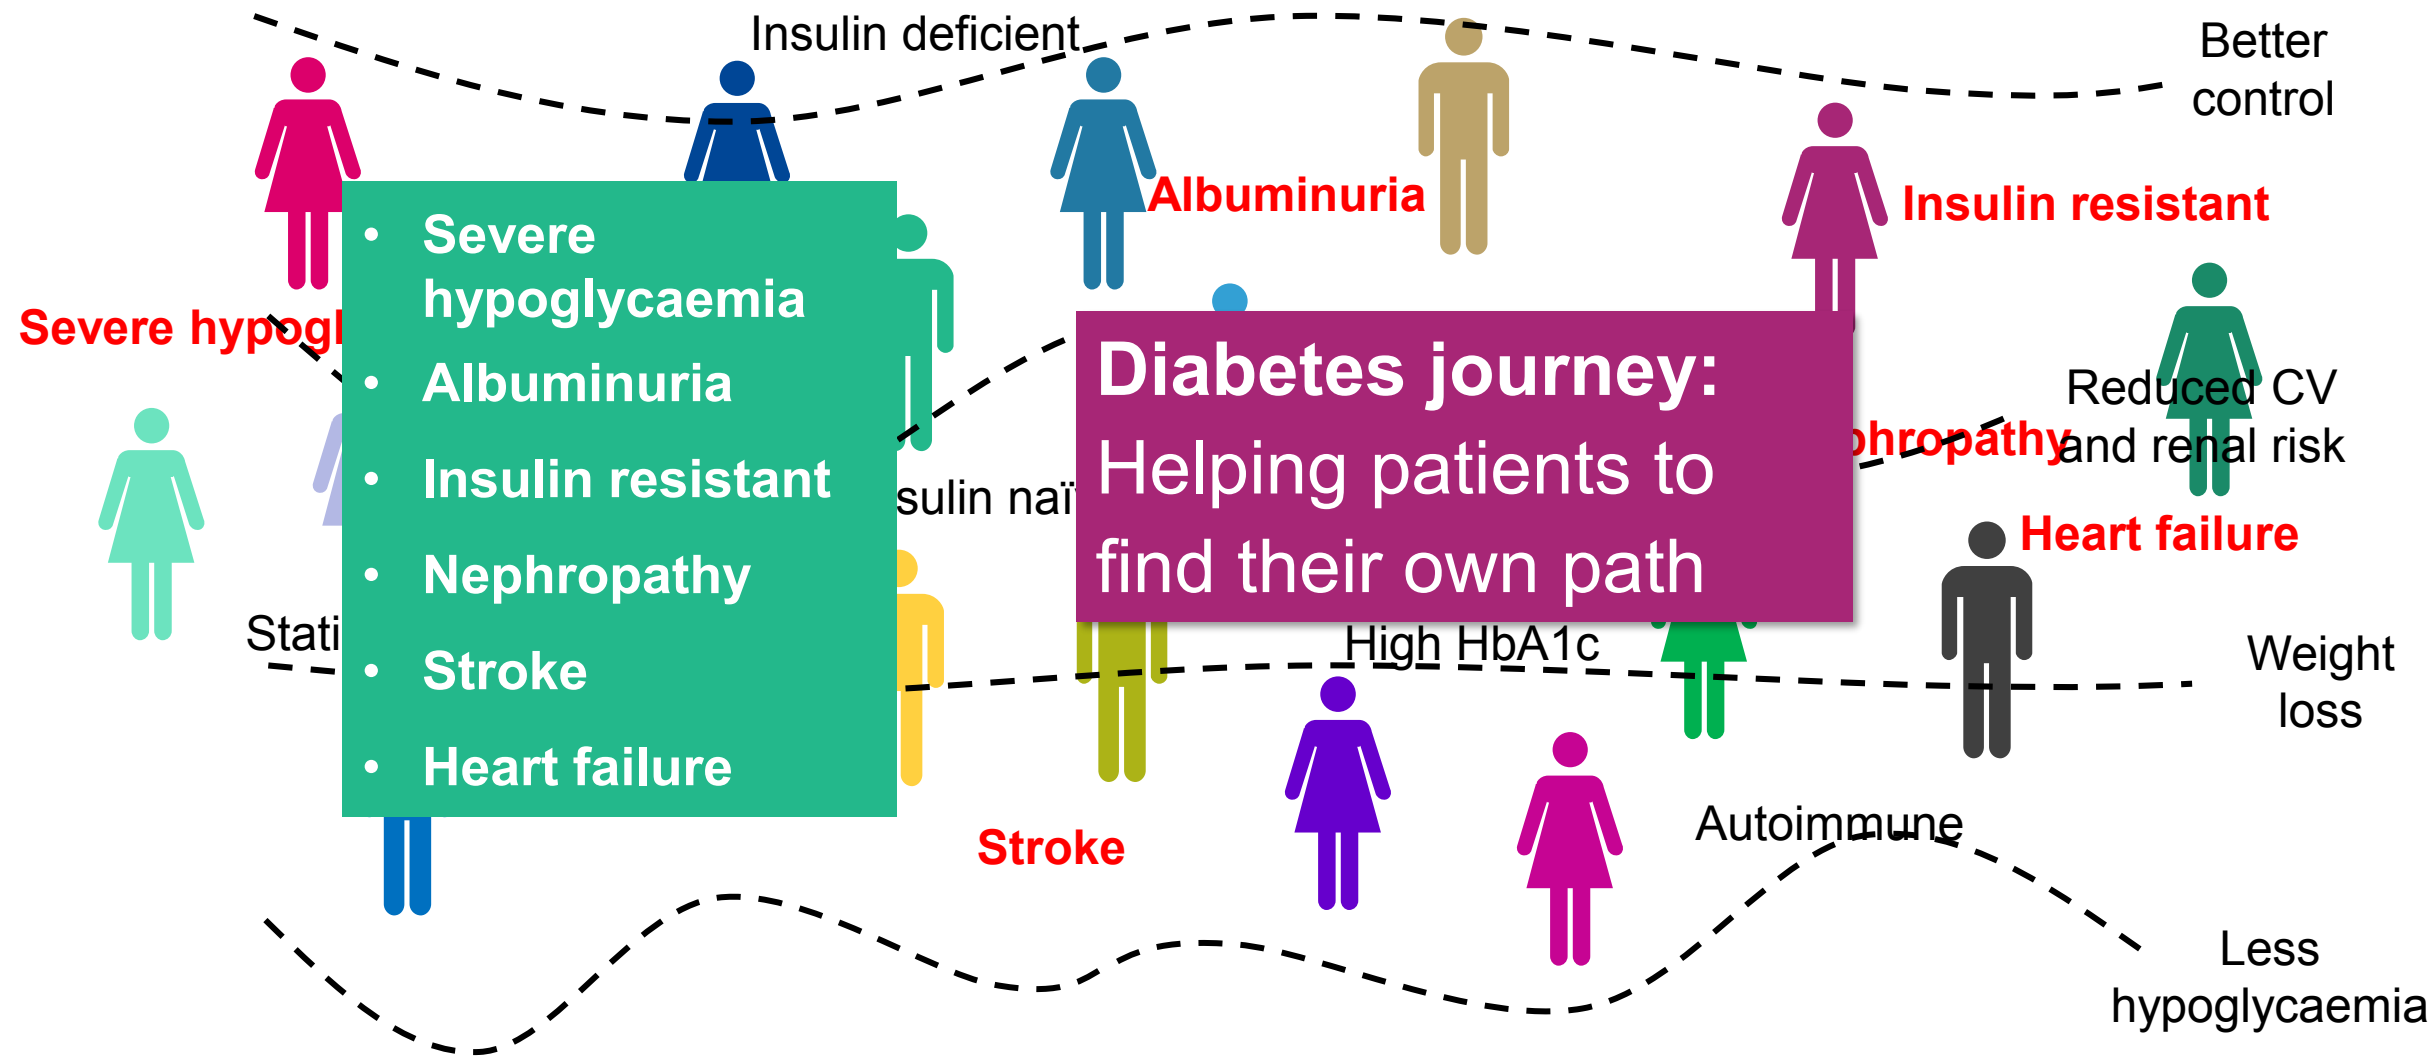 Insulin deficient
Better
control
Albuminuria
Insulin resistant
Severe
• Severe
hypoglycaemia
• Albuminuria
• Insulin resistant
• Nephropathy
• Stroke
• Heart failure
Diabetes journey:
Helping patients to
find their own path
Reduced CV
and renal risk
Heart failure
High HbA1c
Weight
loss
Stroke
Autoimmune
Less
hypoglycaemia